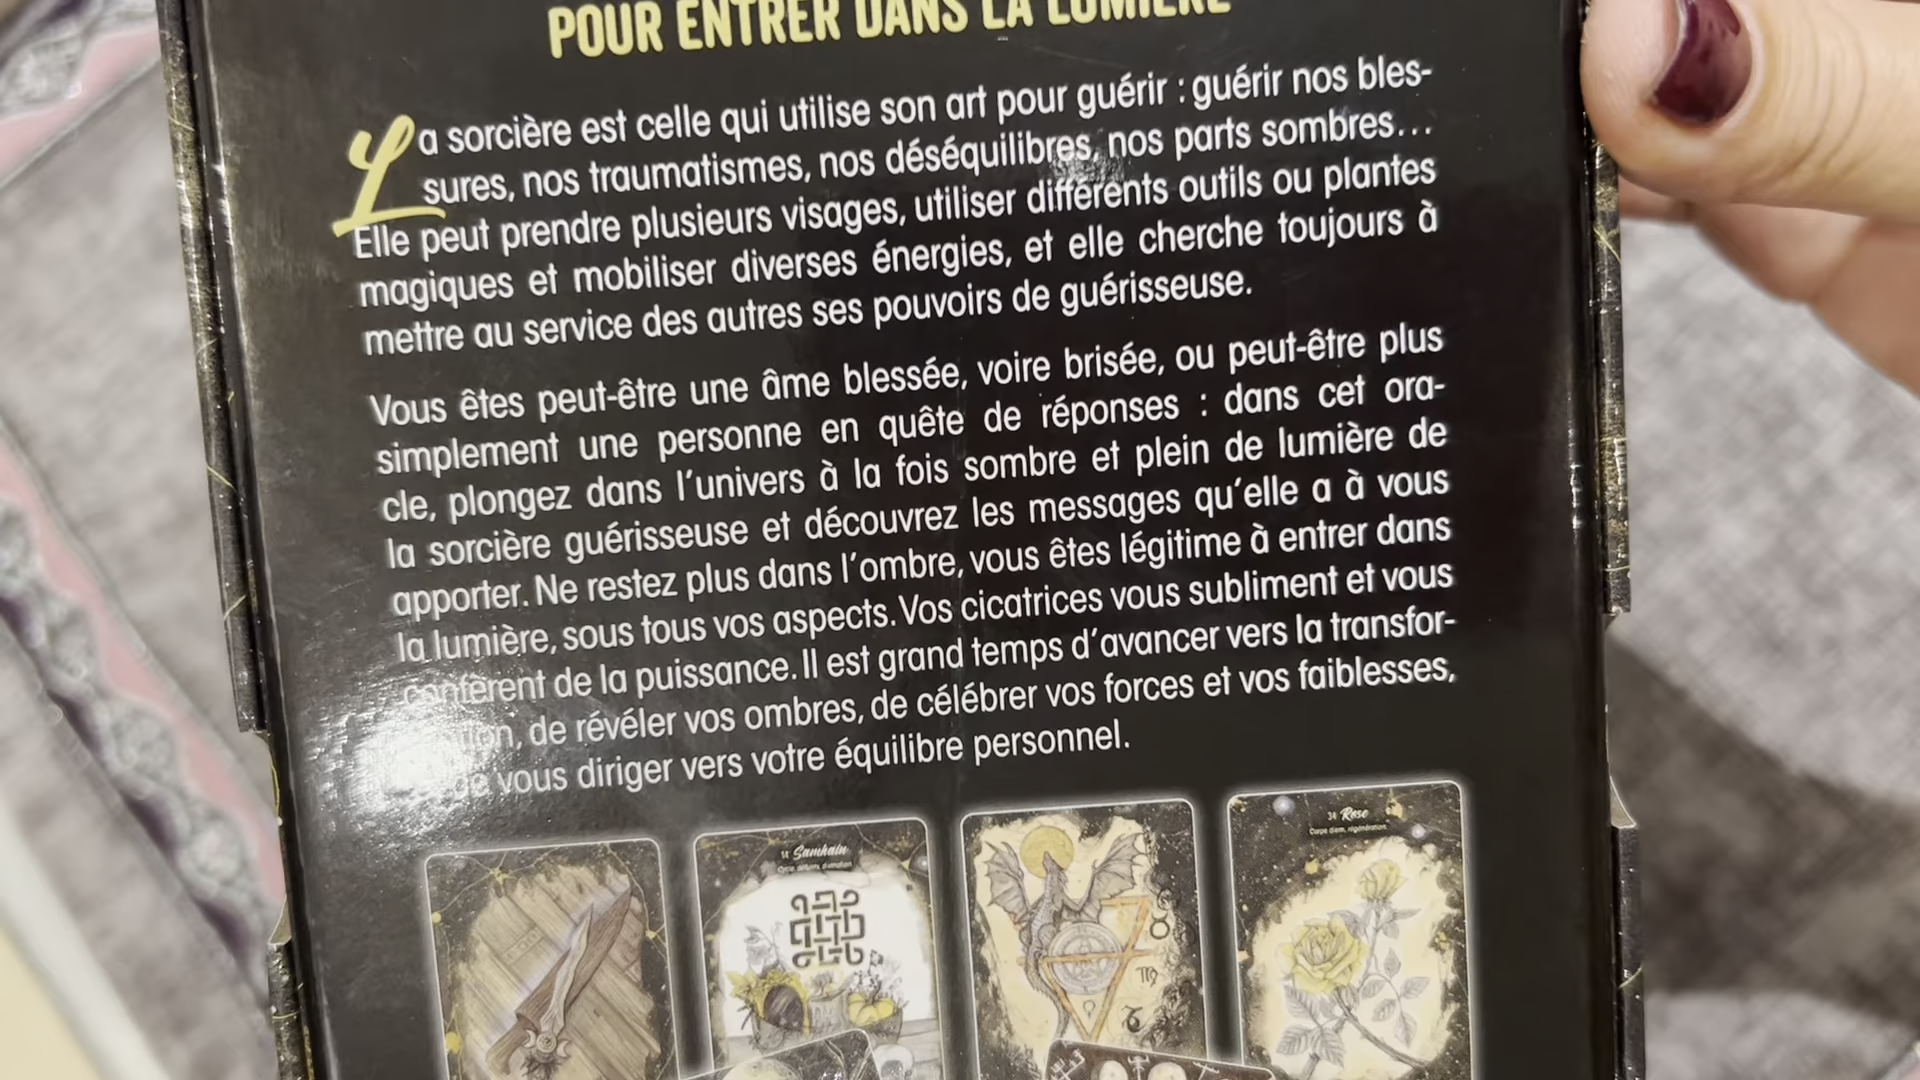 POUR ENTRER DANS LA LUMIÈRE
La sorcière est celle qui utilise son art pour guérir : guérir nos bles-
sures, nos traumatismes, nos déséquilibres, nos parts sombres...
Elle peut prendre plusieurs visages, utiliser différents outils ou plantes
magiques et mobiliser diverses énergies, et elle cherche toujours à
mettre au service des autres ses pouvoirs de guérisseuse.
Vous êtes peut-être une âme blessée, voire brisée, ou peut-être plus
simplement une personne en quête de réponses : dans cet ora-
cle, plongez dans l'univers à la fois sombre et plein de lumière de
la sorcière guérisseuse et découvrez les messages qu'elle a à vous
apporter. Ne restez plus dans l'ombre, vous êtes légitime à entrer dans
la lumière, sous tous vos aspects. Vos cicatrices vous subliment et vous
confèrent de la puissance. Il est grand temps d'avancer vers la transfor-
de révéler vos ombres, de célébrer vos forces et vos faiblesses,
vous diriger vers votre équilibre personnel.
14 Samhain
34 Rose
Carpe diem, régénération